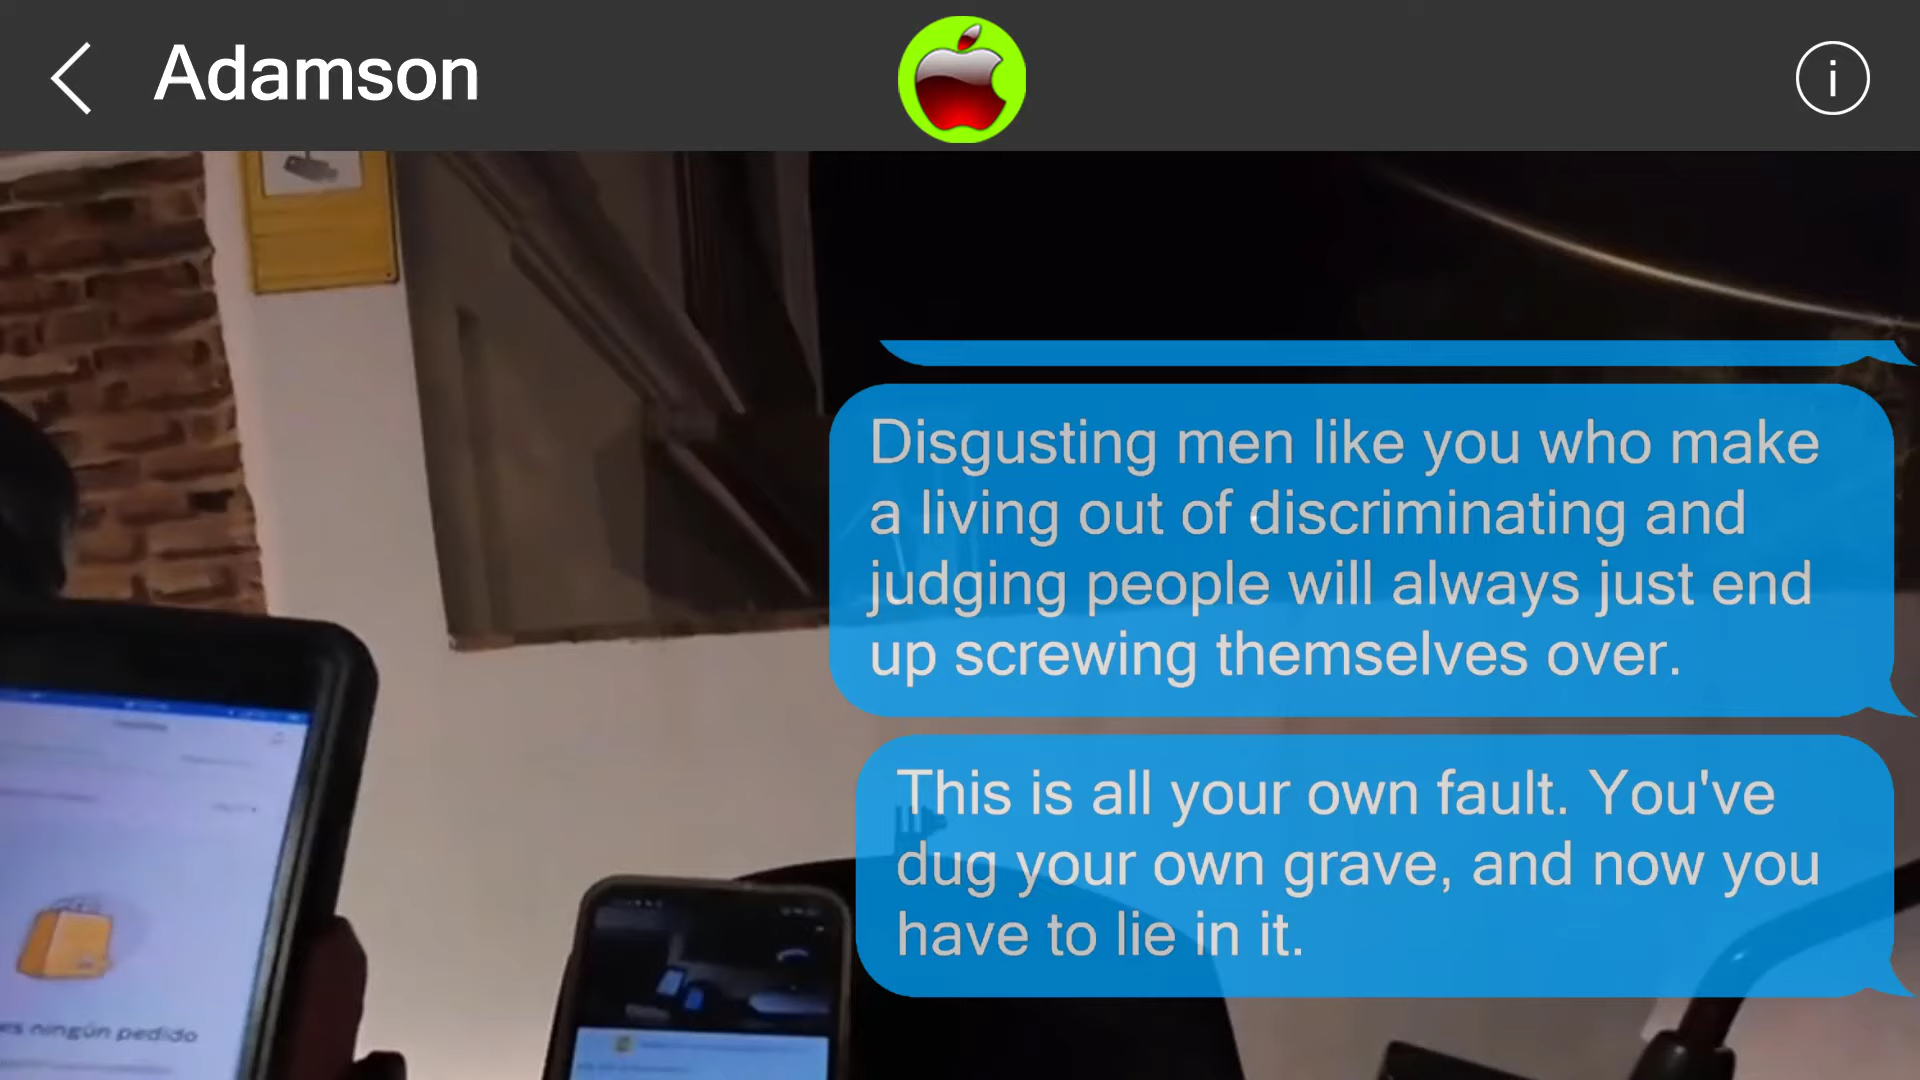 Adamson
i
Disgusting men like you who make
a living out of discriminating and
judging people will always just end
up screwing themselves over.
This is all your own fault. You've
dug your own grave, and now you
have to lie in it.
ningún pedido